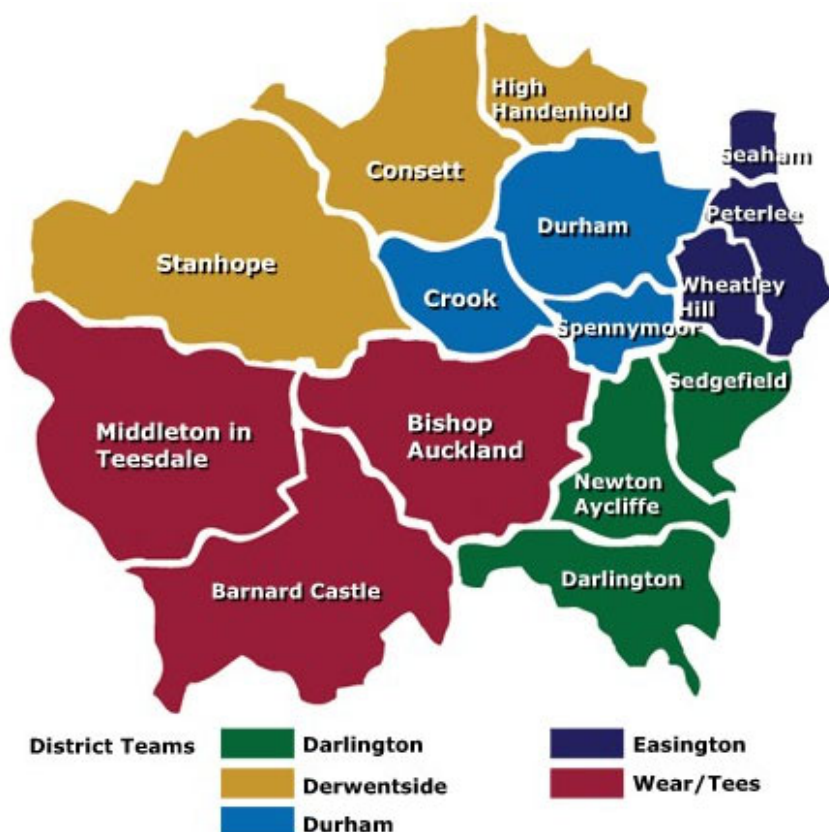 High
Handenhold
Seaham
Consett
Peterlee
Durham
Stanhope
Crook
Wheatley
Hill
Spennymoor
Sedgefield
Middleton in
Teesdale
Bishop
Auckland
Newton
Aycliffe
Barnard Castle
Darlington
District Teams
Darlington
Easington
Derwentside
Wear/Tees
Durham